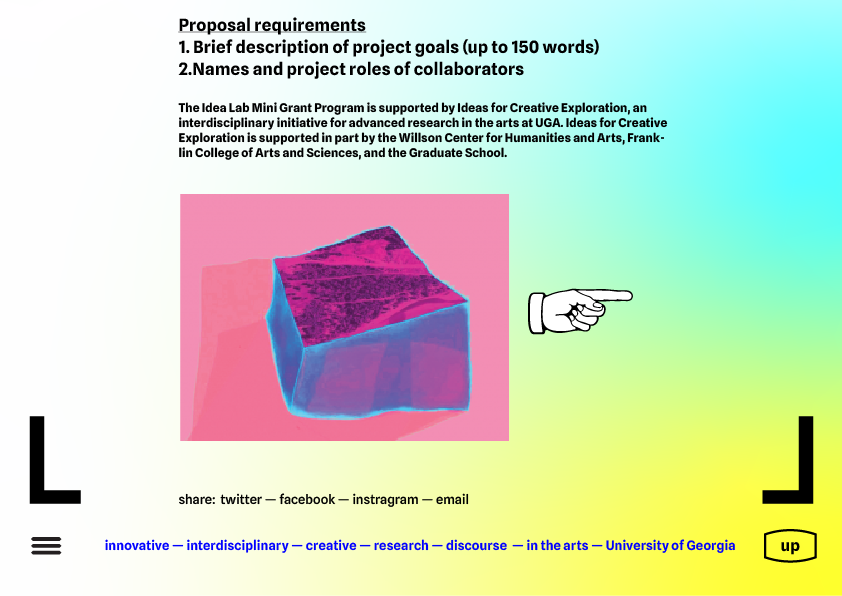 Proposal requirements
1. Brief description of project goals (up to 150 words)
2.Names and project roles of collaborators
The Idea Lab Mini Grant Program is supported by Ideas for Creative Exploration, an
interdisciplinary initiative for advanced research in the arts at UGA. Ideas for Creative
Exploration is supported in part by the Willson Center for Humanities and Arts, Frank-
lin College of Arts and Sciences, and the Graduate School.
share: twitter — facebook — instragram — email
innovative — interdisciplinary — creative — research — discourse — in the arts — University of Georgia
up